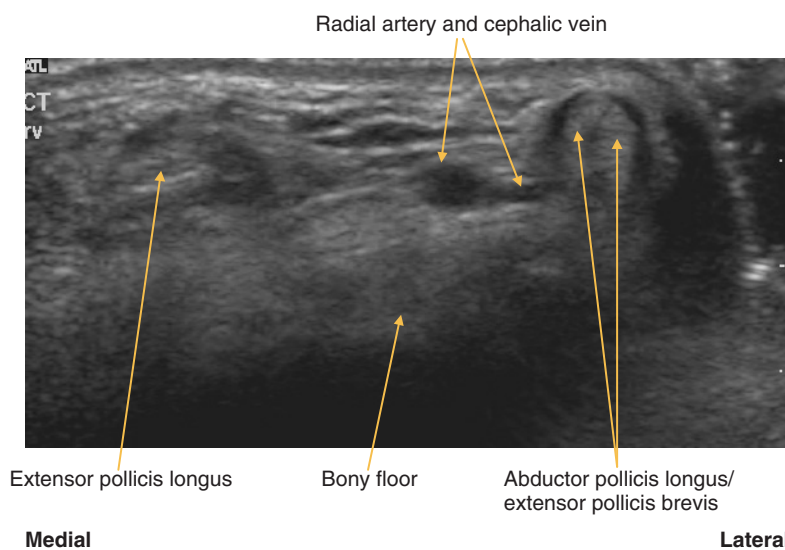 Radial artery and cephalic vein
ATL
CT
rv
Extensor pollicis longus
Bony floor
Abductor pollicis longus/
extensor pollicis brevis
Medial
Lateral